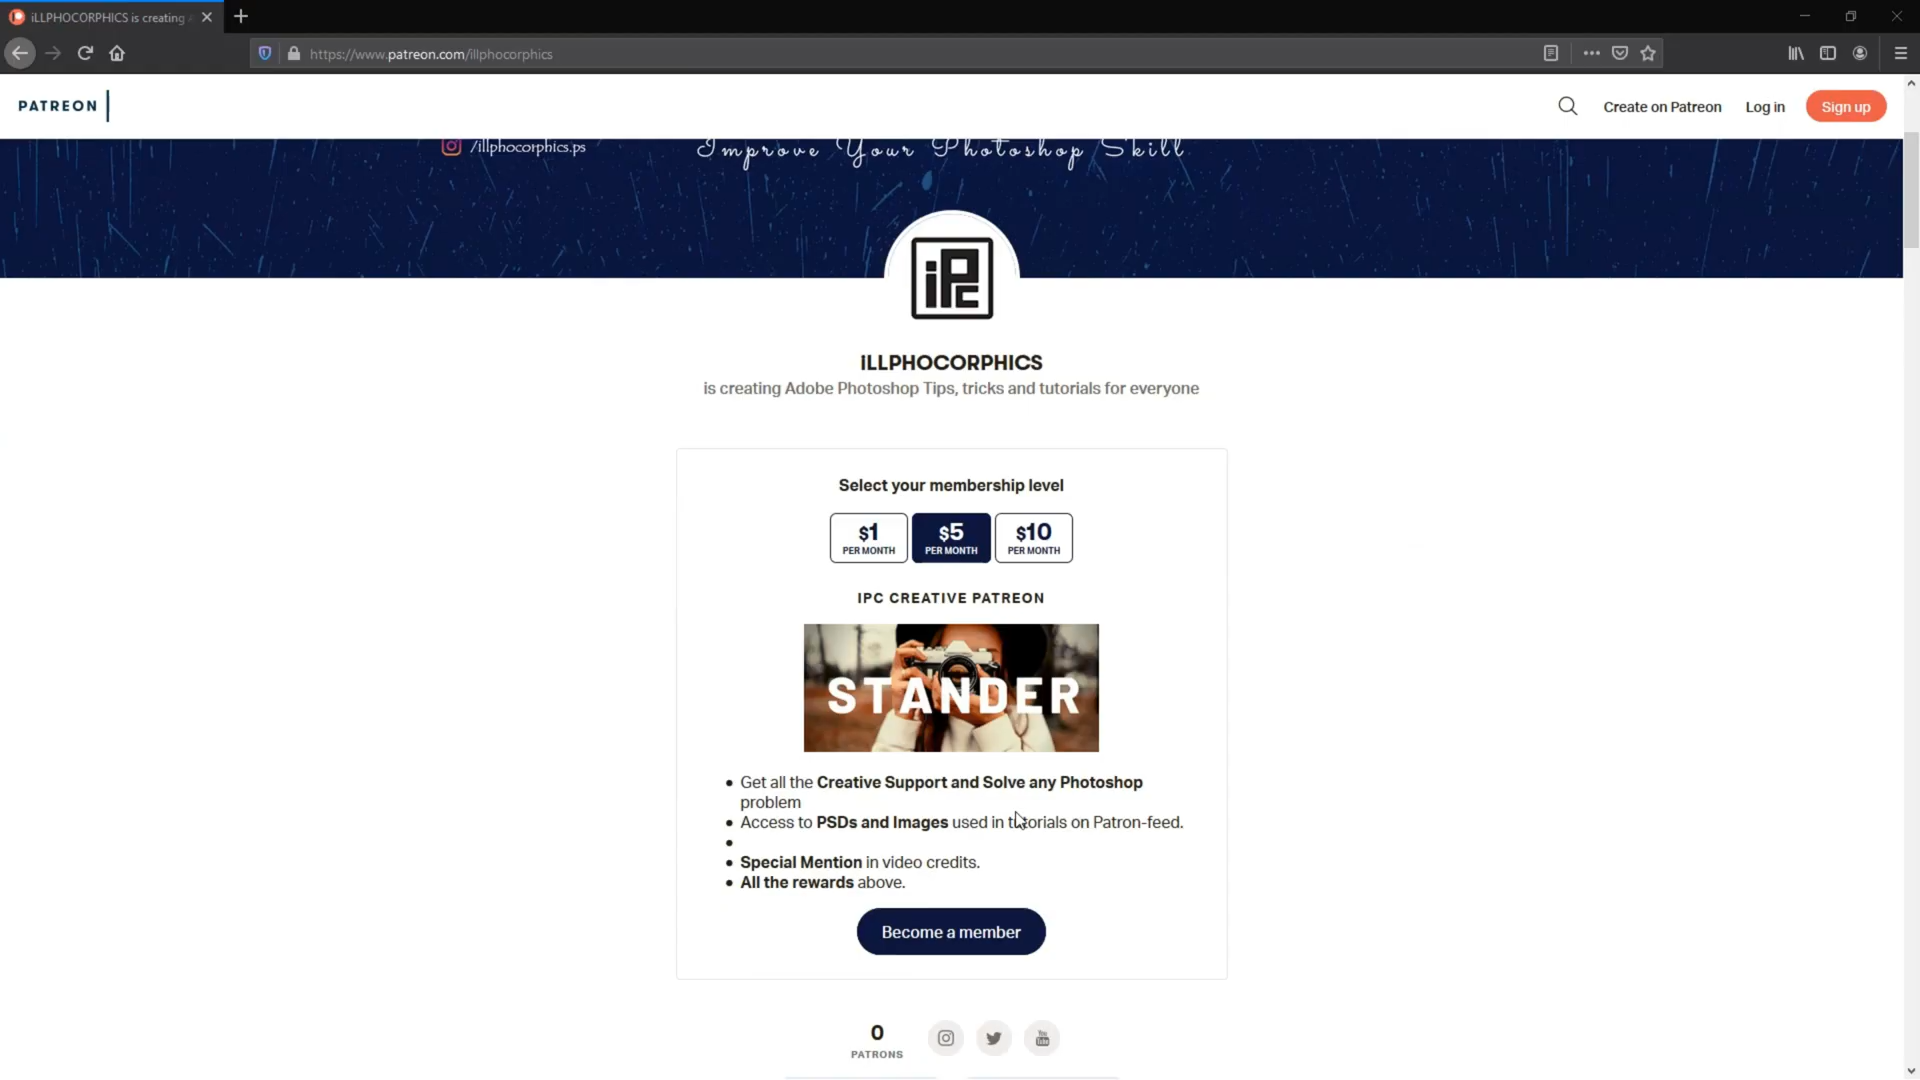 iLLPHOCORPHICS is creating
https://www.patreon.com/illphocorphics
PATREON
Create on Patreon
Log in
Sign up
/illphocorphics.ps
Improve Your Photoshop Skill
iPc
iLLPHOCORPHICS
is creating Adobe Photoshop Tips, tricks and tutorials for everyone
Select your membership level
$1
PER MONTH
$5
PER MONTH
$10
PER MONTH
IPC CREATIVE PATREON
STANDER
Get all the Creative Support and Solve any Photoshop
problem
Access to PSDs and Images used in tutorials on Patron-feed.
Special Mention in video credits.
All the rewards above.
Become a member
0
PATRONS